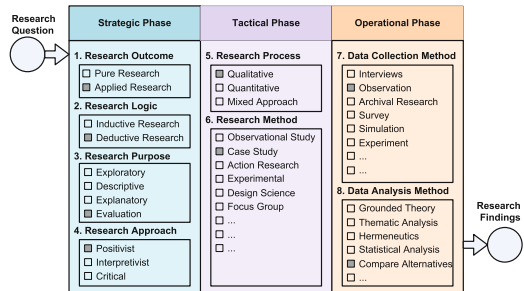 Research
Question
Strategic Phase
Tactical Phase
Operational Phase
1. Research Outcome
Pure Research
Applied Research
2. Research Logic
Inductive Research
Deductive Research
3. Research Purpose
Exploratory
Descriptive
Explanatory
Evaluation
4. Research Approach
Positivist
Interpretivist
Critical
5. Research Process
Qualitative
Quantitative
Mixed Approach
6. Research Method
Observational Study
Case Study
Action Research
Experimental
Design Science
Focus Group
...
...
...
7. Data Collection Method
Interviews
Observation
Archival Research
Survey
Simulation
Experiment
...
...
8. Data Analysis Method
Grounded Theory
Thematic Analysis
Hermeneutics
Statistical Analysis
Compare Alternatives
...
Research
Findings